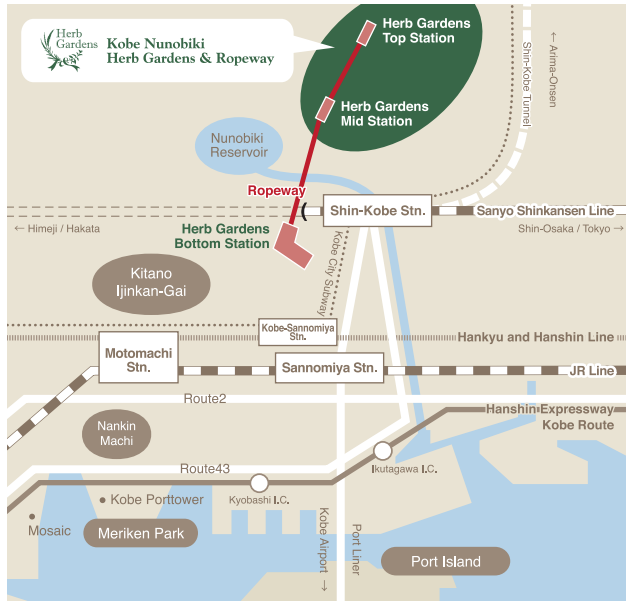 Herb
Gardens
Kobe Nunobiki
Herb Gardens & Ropeway
Herb Gardens
Top Station
Herb Gardens
Mid Station
← Arima-Onsen
Shin-Kobe Tunnel
Nunobiki
Reservoir
Ropeway
Shin-Kobe Stn.
Sanyo Shinkansen Line
← Himeji / Hakata
Shin-Osaka / Tokyo →
Herb Gardens
Bottom Station
Kobe City Subway
Kitano
Ijinkan-Gai
Kobe-Sannomiya
Stn.
Hankyu and Hanshin Line
Motomachi
Stn.
Sannomiya Stn.
JR Line
Route2
Hanshin Expressway
Kobe Route
Nankin
Machi
Route43
Ikutagawa I.C.
Kyobashi I.C.
Kobe Porttower
Mosaic
Meriken Park
Kobe Airport →
Port Liner
Port Island